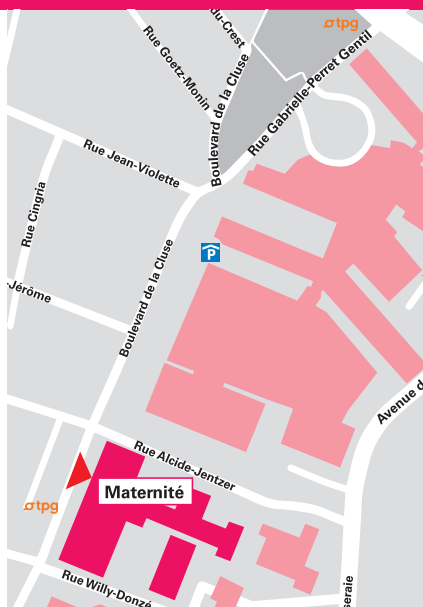 tpg
du-Crest
Rue Goetz-Monin
Boulevard de la Cluse
Rue Gabrielle-Perret Gentil
Rue Jean-Violette
Rue Cingria
P
Boulevard de la Cluse
-Jérôme
Avenue d
Rue Alcide-Jentzer
Maternité
tpg
Rue Willy-Donzé
seraie